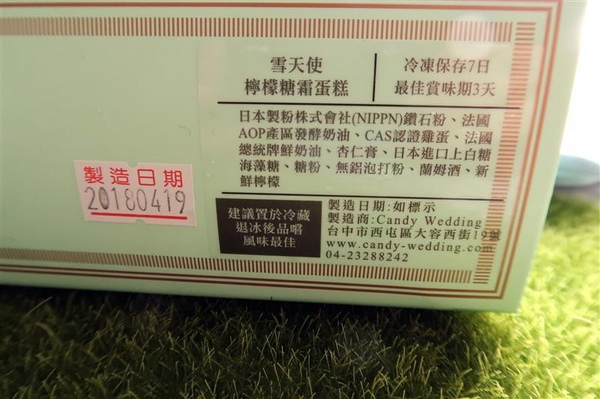 雪天使
檸檬糖霜蛋糕
冷凍保存7日
最佳賞味期3天
日本製粉株式會社(NIPPN)鑽石粉、法國
AOP產區發酵奶油、CAS認證雞蛋、法國
總統牌鮮奶油、杏仁膏、日本進口上白糖
海藻糖、糖粉、無鋁泡打粉、蘭姆酒、新
鮮檸檬
製造日期
20180419
建議置於冷藏
退冰後品嚐
風味最佳
製造日期:如標示
製造商:Candy Wedding
台中市西屯區大容西街19號
www.candy-wedding.com
04-23288242